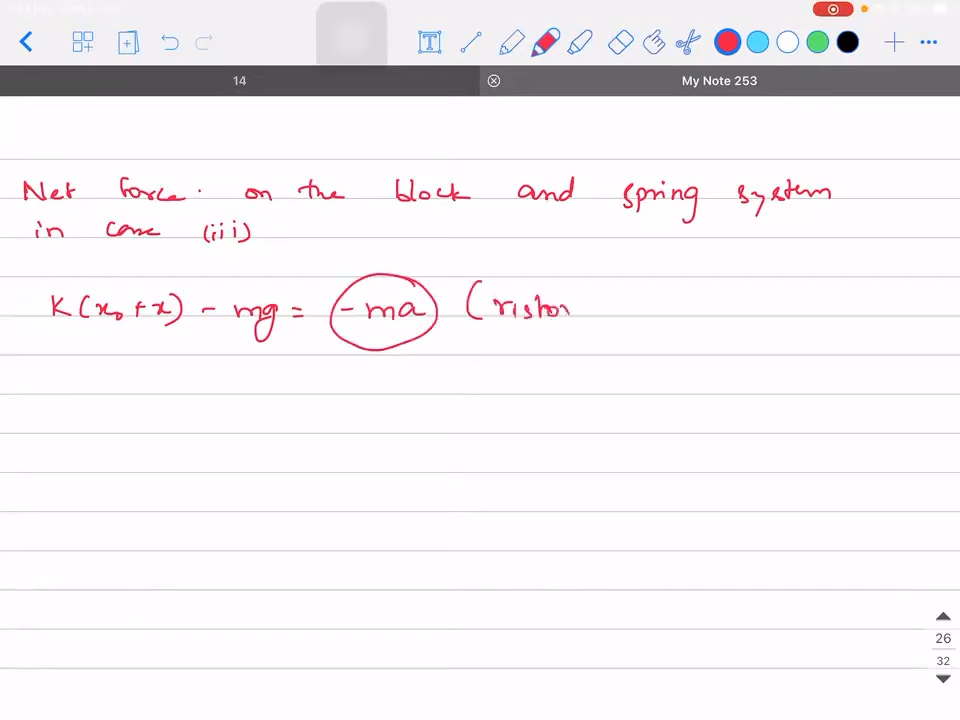 14
My Note 253
Net force. on the block and spring system
in case (iii)
K(x₀+x) - mg = -ma (ristor
26
32